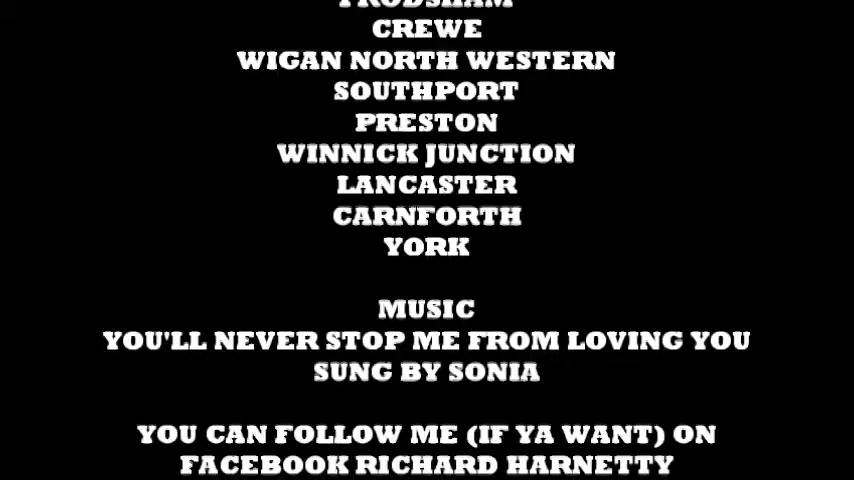 FRODSHAM
CREWE
WIGAN NORTH WESTERN
SOUTHPORT
PRESTON
WINNICK JUNCTION
LANCASTER
CARNFORTH
YORK
MUSIC
YOU'LL NEVER STOP ME FROM LOVING YOU
SUNG BY SONIA
YOU CAN FOLLOW ME (IF YA WANT) ON
FACEBOOK RICHARD HARNETTY